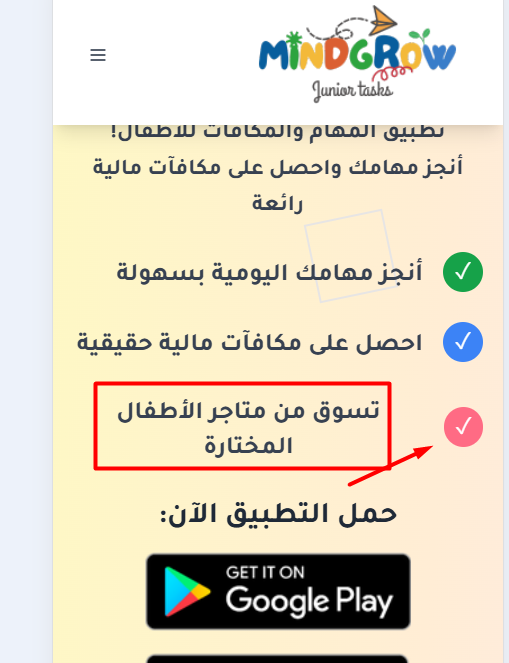 MINDGROW
Junior tasks
تطبيق المهام والمكافآت للأطفال!
أنجز مهامك واحصل على مكافآت مالية
رائعة
أنجز مهامك اليومية بسهولة
احصل على مكافآت مالية حقيقية
تسوق من متاجر الأطفال
المختارة
حمل التطبيق الآن:
GET IT ON
Google Play